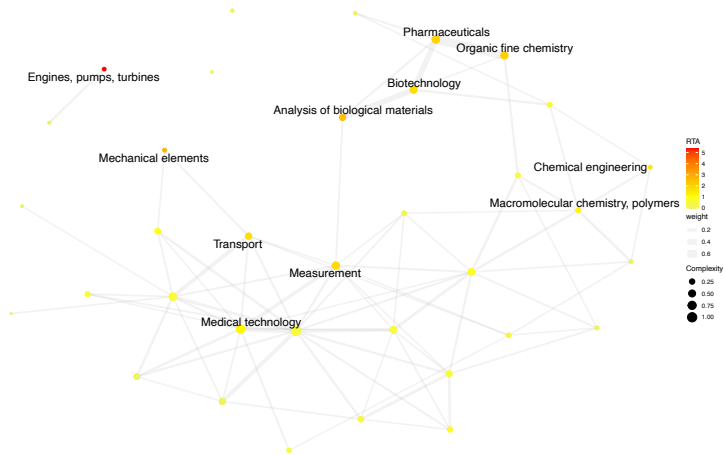 Pharmaceuticals
Organic fine chemistry
Engines, pumps, turbines
Biotechnology
Analysis of biological materials
Mechanical elements
Chemical engineering
Macromolecular chemistry, polymers
Transport
Measurement
Medical technology
RTA
5
4
3
2
1
0
weight
0.2
0.4
0.6
Complexity
0.25
0.50
0.75
1.00